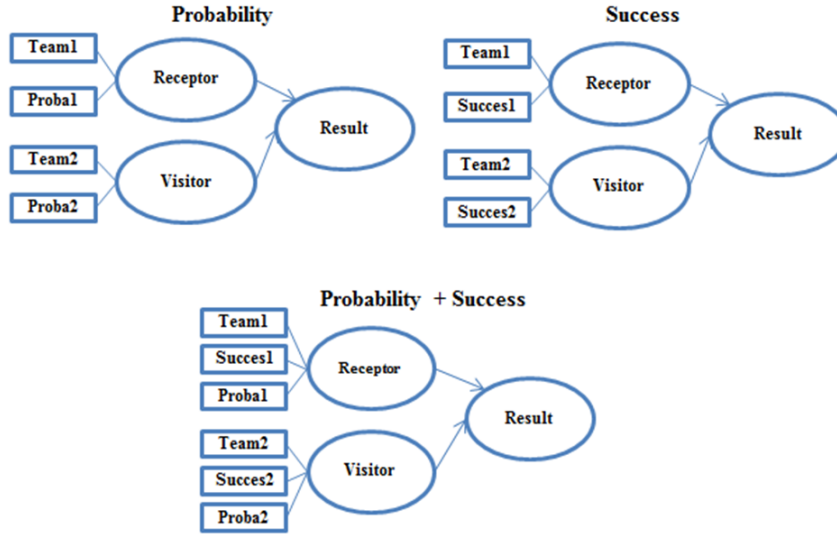 Probability
Team1
Proba1
Receptor
Team2
Proba2
Visitor
Result
Success
Team1
Succes1
Receptor
Team2
Succes2
Visitor
Result
Probability + Success
Team1
Succes1
Proba1
Receptor
Team2
Succes2
Proba2
Visitor
Result